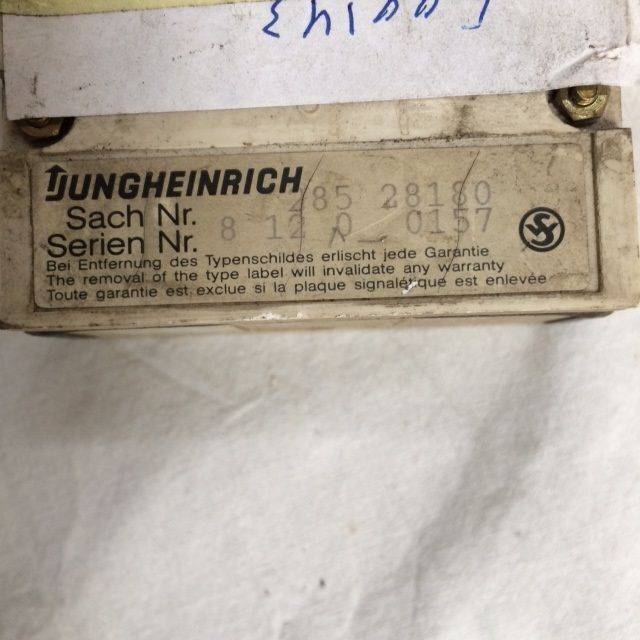 JUNGHEINRICH
Sach Nr. 785 28180
Serien Nr. 8 12 0 0157
Bei Entfernung des Typenschildes erlischt jede Garantie
The removal of the type label will invalidate any warranty
Toute garantie est exclue si la plaque signalétique est enlevée